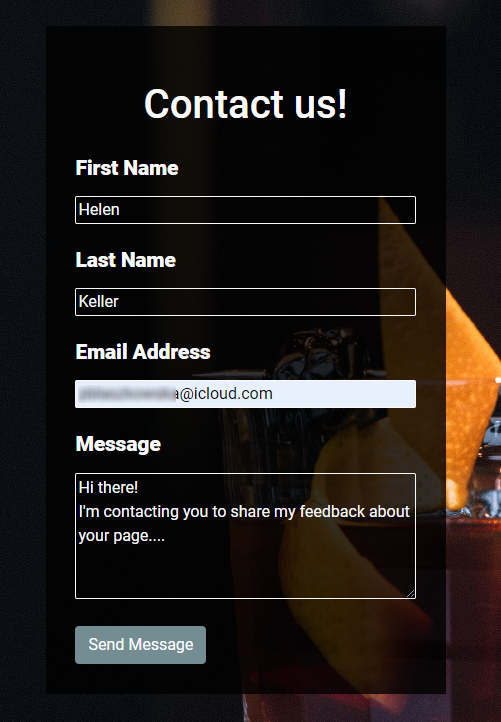 Contact us!
First Name
Helen
Last Name
Keller
Email Address
a@icloud.com
Message
Hi there!
I'm contacting you to share my feedback about
your page....
Send Message